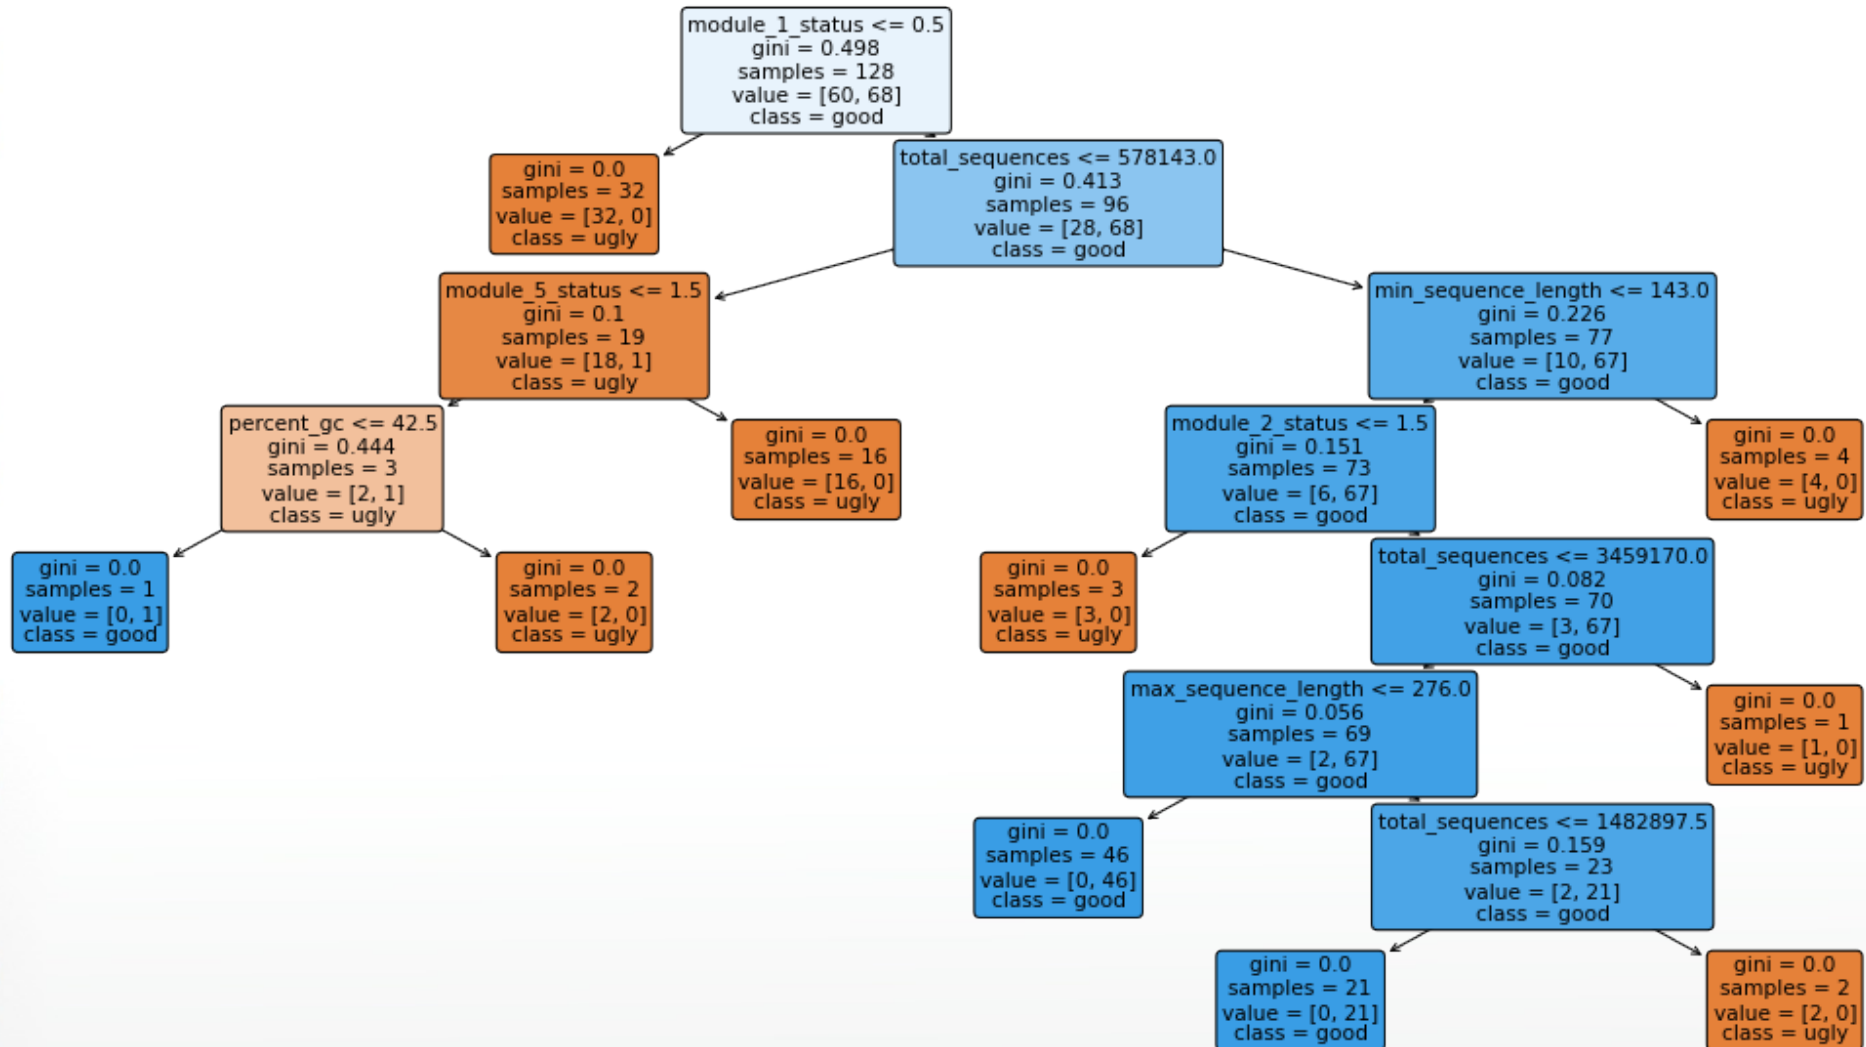 module_1_status <= 0.5
gini = 0.498
samples = 128
value = [60, 68]
class = good
gini = 0.0
samples = 32
value = [32, 0]
class = ugly
total_sequences <= 578143.0
gini = 0.413
samples = 96
value = [28, 68]
class = good
module_5_status <= 1.5
gini = 0.1
samples = 19
value = [18, 1]
class = ugly
min_sequence_length <= 143.0
gini = 0.226
samples = 77
value = [10, 67]
class = good
percent_gc <= 42.5
gini = 0.444
samples = 3
value = [2, 1]
class = ugly
gini = 0.0
samples = 16
value = [16, 0]
class = ugly
module_2_status <= 1.5
gini = 0.151
samples = 73
value = [6, 67]
class = good
gini = 0.0
samples = 4
value = [4, 0]
class = ugly
gini = 0.0
samples = 1
value = [0, 1]
class = good
gini = 0.0
samples = 2
value = [2, 0]
class = ugly
gini = 0.0
samples = 3
value = [3, 0]
class = ugly
total_sequences <= 3459170.0
gini = 0.082
samples = 70
value = [3, 67]
class = good
max_sequence_length <= 276.0
gini = 0.056
samples = 69
value = [2, 67]
class = good
gini = 0.0
samples = 1
value = [1, 0]
class = ugly
gini = 0.0
samples = 46
value = [0, 46]
class = good
total_sequences <= 1482897.5
gini = 0.159
samples = 23
value = [2, 21]
class = good
gini = 0.0
samples = 21
value = [0, 21]
class = good
gini = 0.0
samples = 2
value = [2, 0]
class = ugly